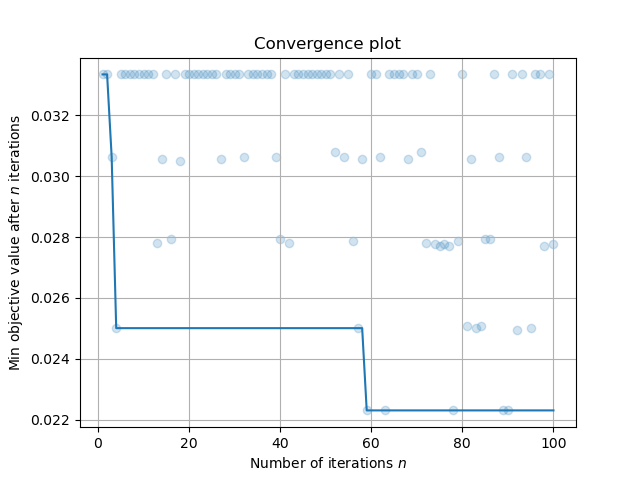 Convergence plot
0.032
0.030
0.028
0.026
0.024
0.022
Min objective value after n iterations
0 20 40 60 80 100
Number of iterations n